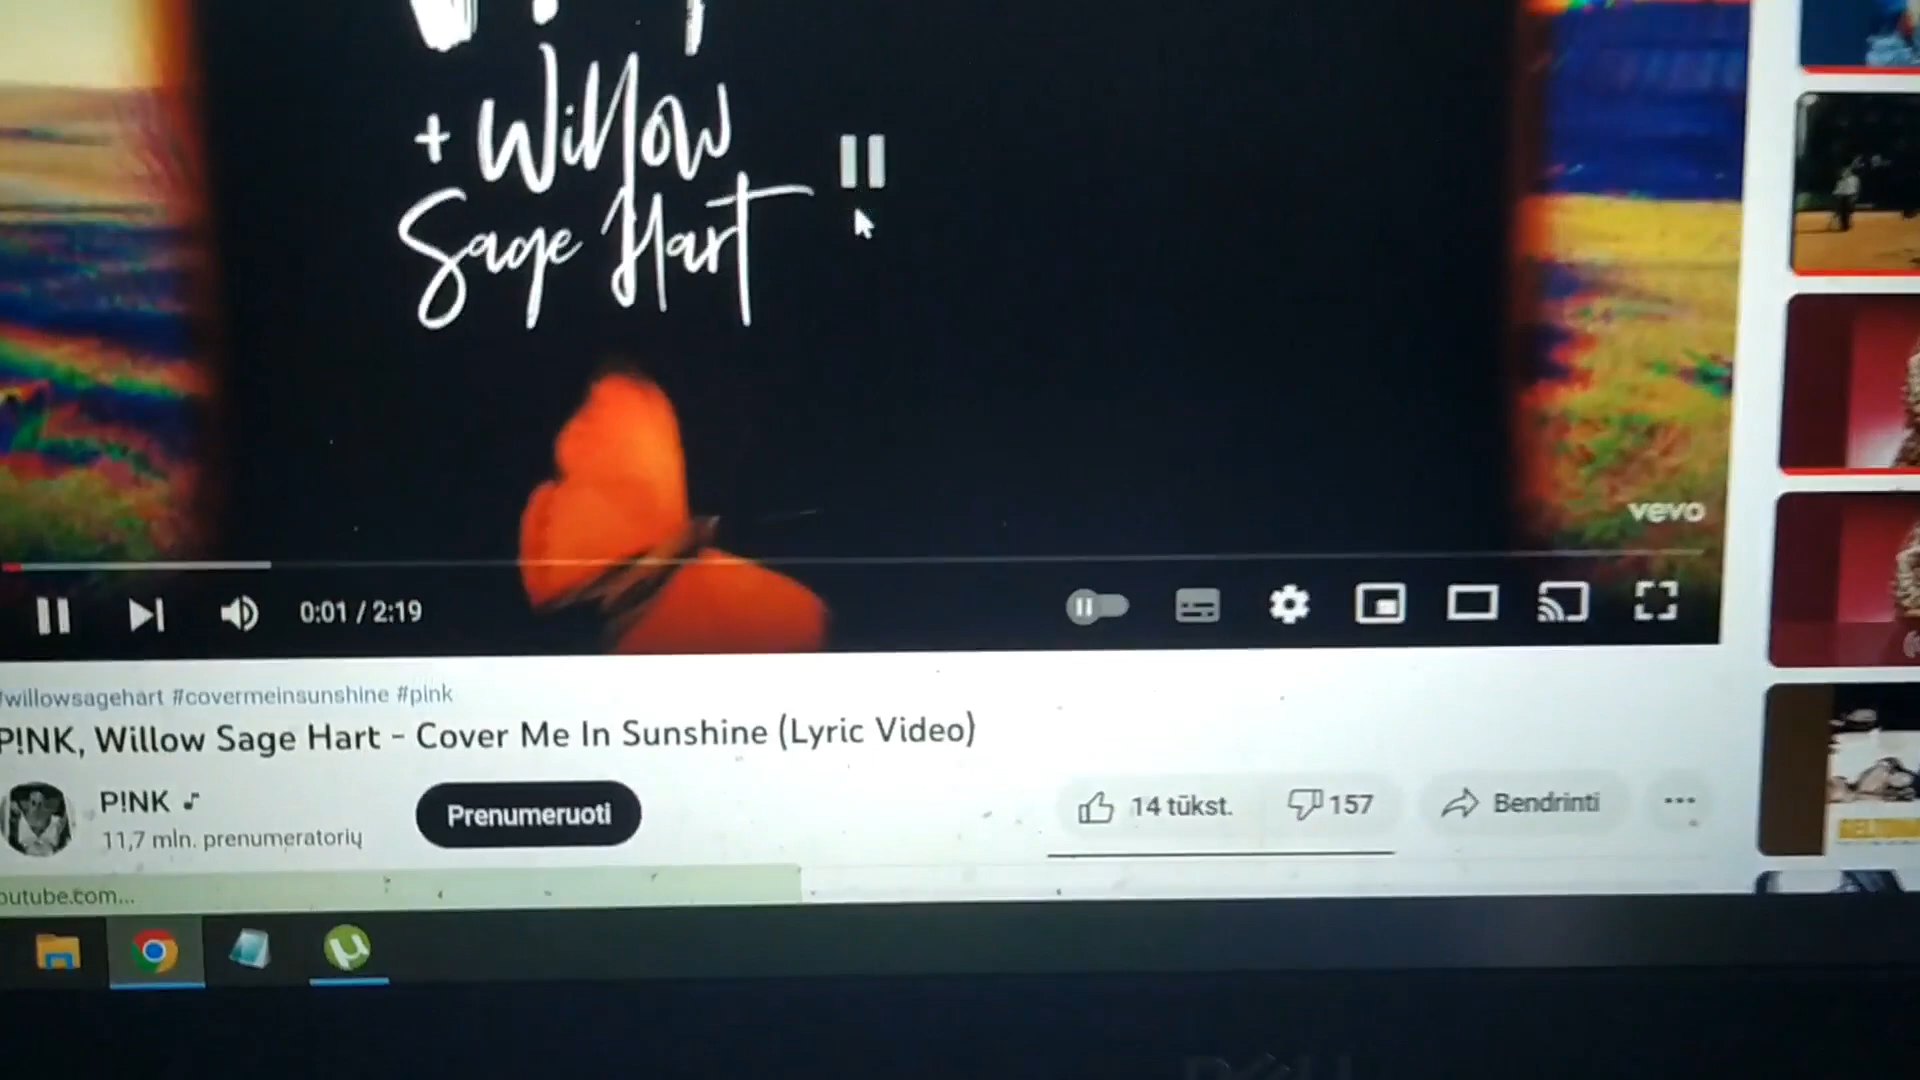 + Willow
Sage Hart
vevo
0:01 / 2:19
#willowsagehart #covermeinsunshine #pink
P!NK, Willow Sage Hart - Cover Me In Sunshine (Lyric Video)
P!NK
11,7 mln. prenumeratorių
Prenumeruoti
14 tūkst.
157
Bendrinti
outube.com...